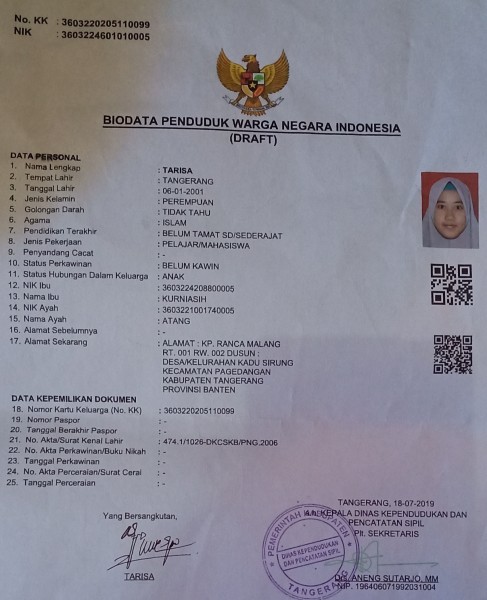 No. KK : 3603220205110099
NIK : 3603224601010005
BIODATA PENDUDUK WARGA NEGARA INDONESIA
(DRAFT)
DATA PERSONAL
1. Nama Lengkap : TARISA
2. Tempat Lahir : TANGERANG
3. Tanggal Lahir : 06-01-2001
4. Jenis Kelamin : PEREMPUAN
5. Golongan Darah : TIDAK TAHU
6. Agama : ISLAM
7. Pendidikan Terakhir : BELUM TAMAT SD/SEDERAJAT
8. Jenis Pekerjaan : PELAJAR/MAHASISWA
9. Penyandang Cacat : -
10. Status Perkawinan : BELUM KAWIN
11. Status Hubungan Dalam Keluarga : ANAK
12. NIK Ibu : 3603224208800005
13. Nama Ibu : KURNIASIH
14. NIK Ayah : 3603221001740005
15. Nama Ayah : ATANG
16. Alamat Sebelumnya : -
17. Alamat Sekarang : ALAMAT : KP. RANCA MALANG
RT. 001 RW. 002 DUSUN :
DESA/KELURAHAN KADU SIRUNG
KECAMATAN PAGEDANGAN
KABUPATEN TANGERANG
PROVINSI BANTEN
DATA KEPEMILIKAN DOKUMEN
18. Nomor Kartu Keluarga (No. KK) : 3603220205110099
19. Nomor Paspor : -
20. Tanggal Berakhir Paspor : -
21. No. Akta/Surat Kenal Lahir : 474.1/1026-DKCSKB/PNG.2006
22. No. Akta Perkawinan/Buku Nikah : -
23. Tanggal Perkawinan : -
24. No. Akta Perceraian/Surat Cerai : -
25. Tanggal Perceraian : -
TANGERANG, 18-07-2019
a.n. KEPALA DINAS KEPENDUDUKAN DAN
PENCATATAN SIPIL
Plt. SEKRETARIS
Yang Bersangkutan,
PEMERINTAH KABUPATEN
DINAS KEPENDUDUKAN
DAN PENCATATAN SIPIL
TANGERANG
TARISA
Drs. ANENG SUTARJO, MM
NIP. 196406071992031004